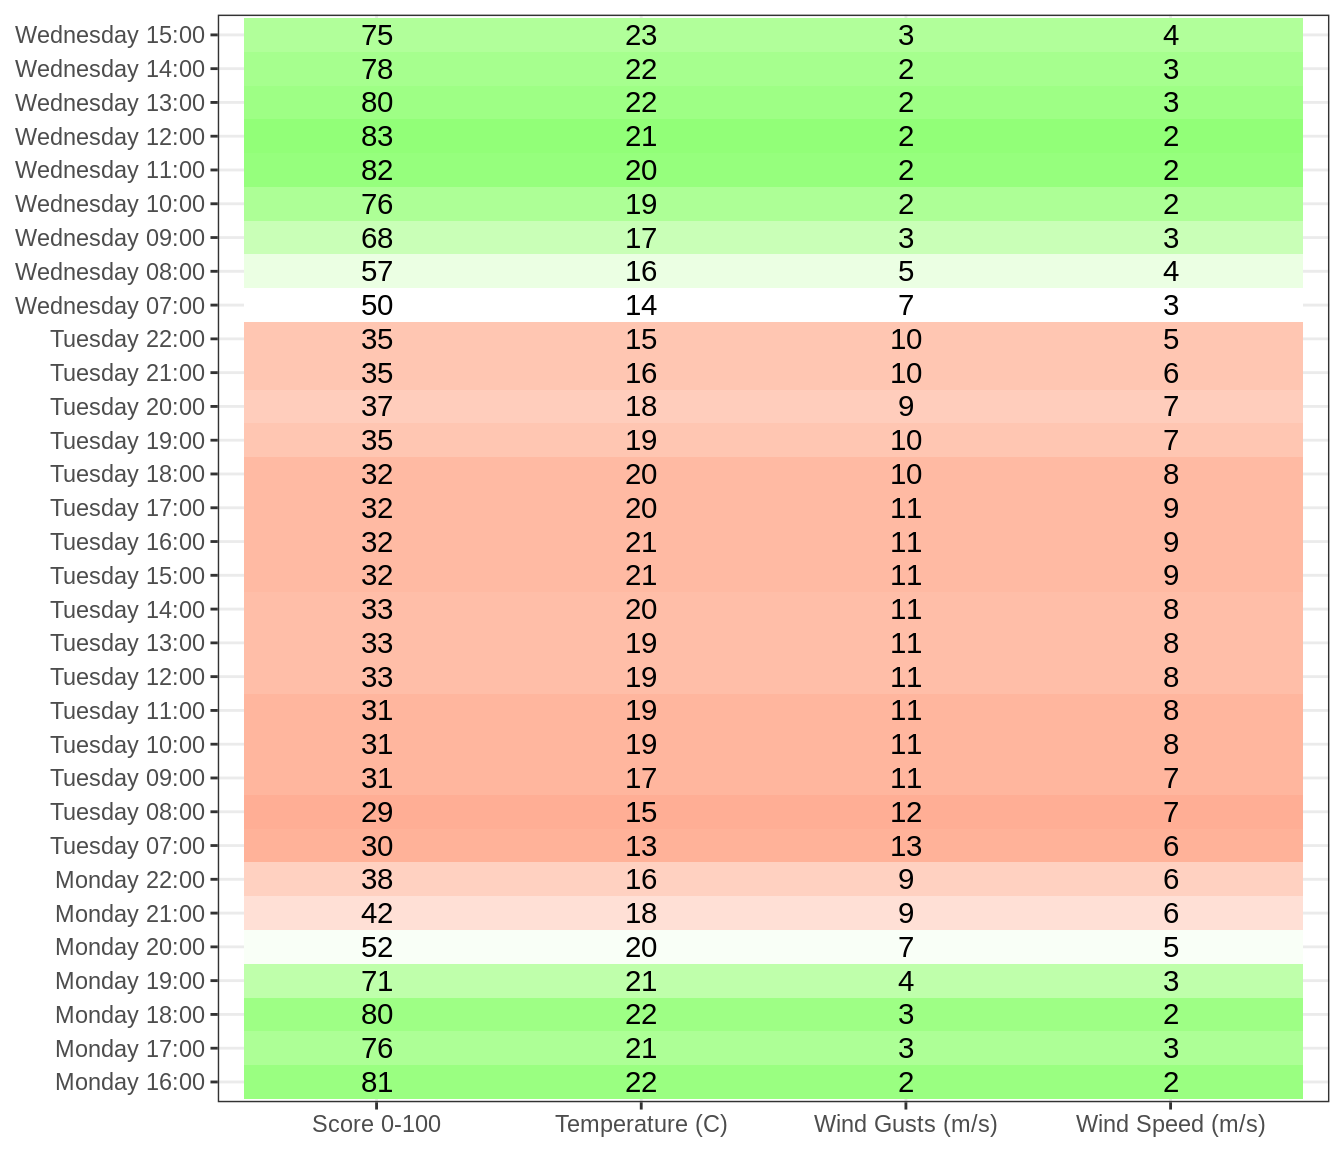 Wednesday 15:00 75 23 3 4
Wednesday 14:00 78 22 2 3
Wednesday 13:00 80 22 2 3
Wednesday 12:00 83 21 2 2
Wednesday 11:00 82 20 2 2
Wednesday 10:00 76 19 2 2
Wednesday 09:00 68 17 3 3
Wednesday 08:00 57 16 5 4
Wednesday 07:00 50 14 7 3
Tuesday 22:00 35 15 10 5
Tuesday 21:00 35 16 10 6
Tuesday 20:00 37 18 9 7
Tuesday 19:00 35 19 10 7
Tuesday 18:00 32 20 10 8
Tuesday 17:00 32 20 11 9
Tuesday 16:00 32 21 11 9
Tuesday 15:00 32 21 11 9
Tuesday 14:00 33 20 11 8
Tuesday 13:00 33 19 11 8
Tuesday 12:00 33 19 11 8
Tuesday 11:00 31 19 11 8
Tuesday 10:00 31 19 11 8
Tuesday 09:00 31 17 11 7
Tuesday 08:00 29 15 12 7
Tuesday 07:00 30 13 13 6
Monday 22:00 38 16 9 6
Monday 21:00 42 18 9 6
Monday 20:00 52 20 7 5
Monday 19:00 71 21 4 3
Monday 18:00 80 22 3 2
Monday 17:00 76 21 3 3
Monday 16:00 81 22 2 2
Score 0-100 Temperature (C) Wind Gusts (m/s) Wind Speed (m/s)